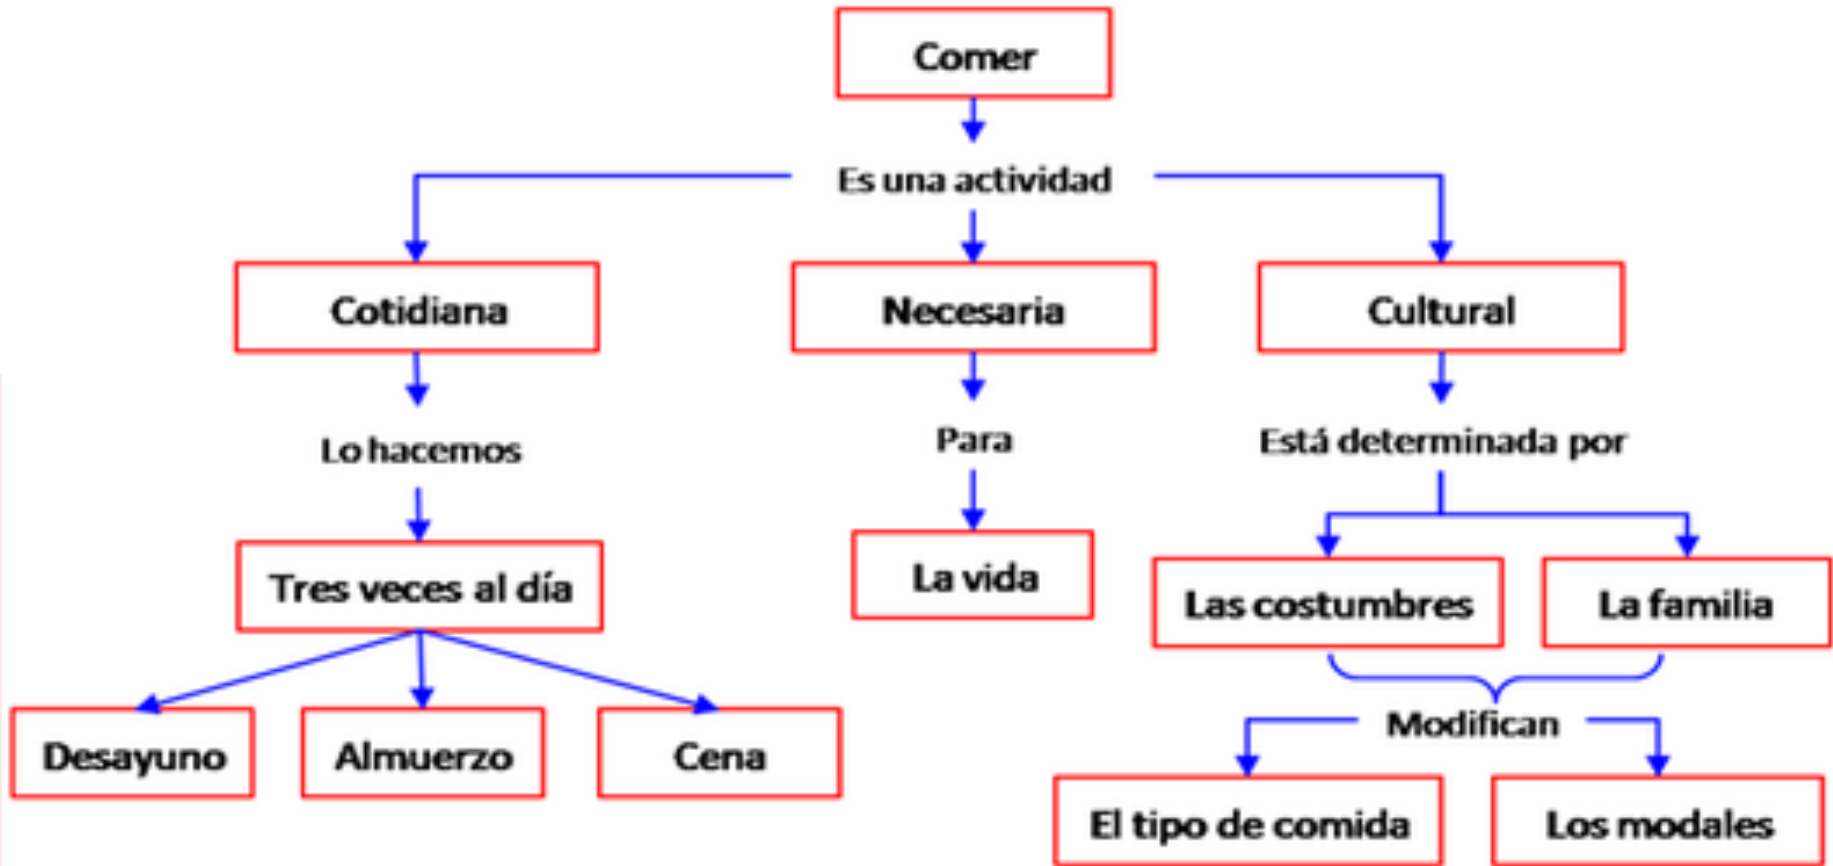 Comer
Es una actividad
Cotidiana
Necesaria
Cultural
Lo hacemos
Para
Está determinada por
Tres veces al día
La vida
Las costumbres
La familia
Desayuno
Almuerzo
Cena
Modifican
El tipo de comida
Los modales